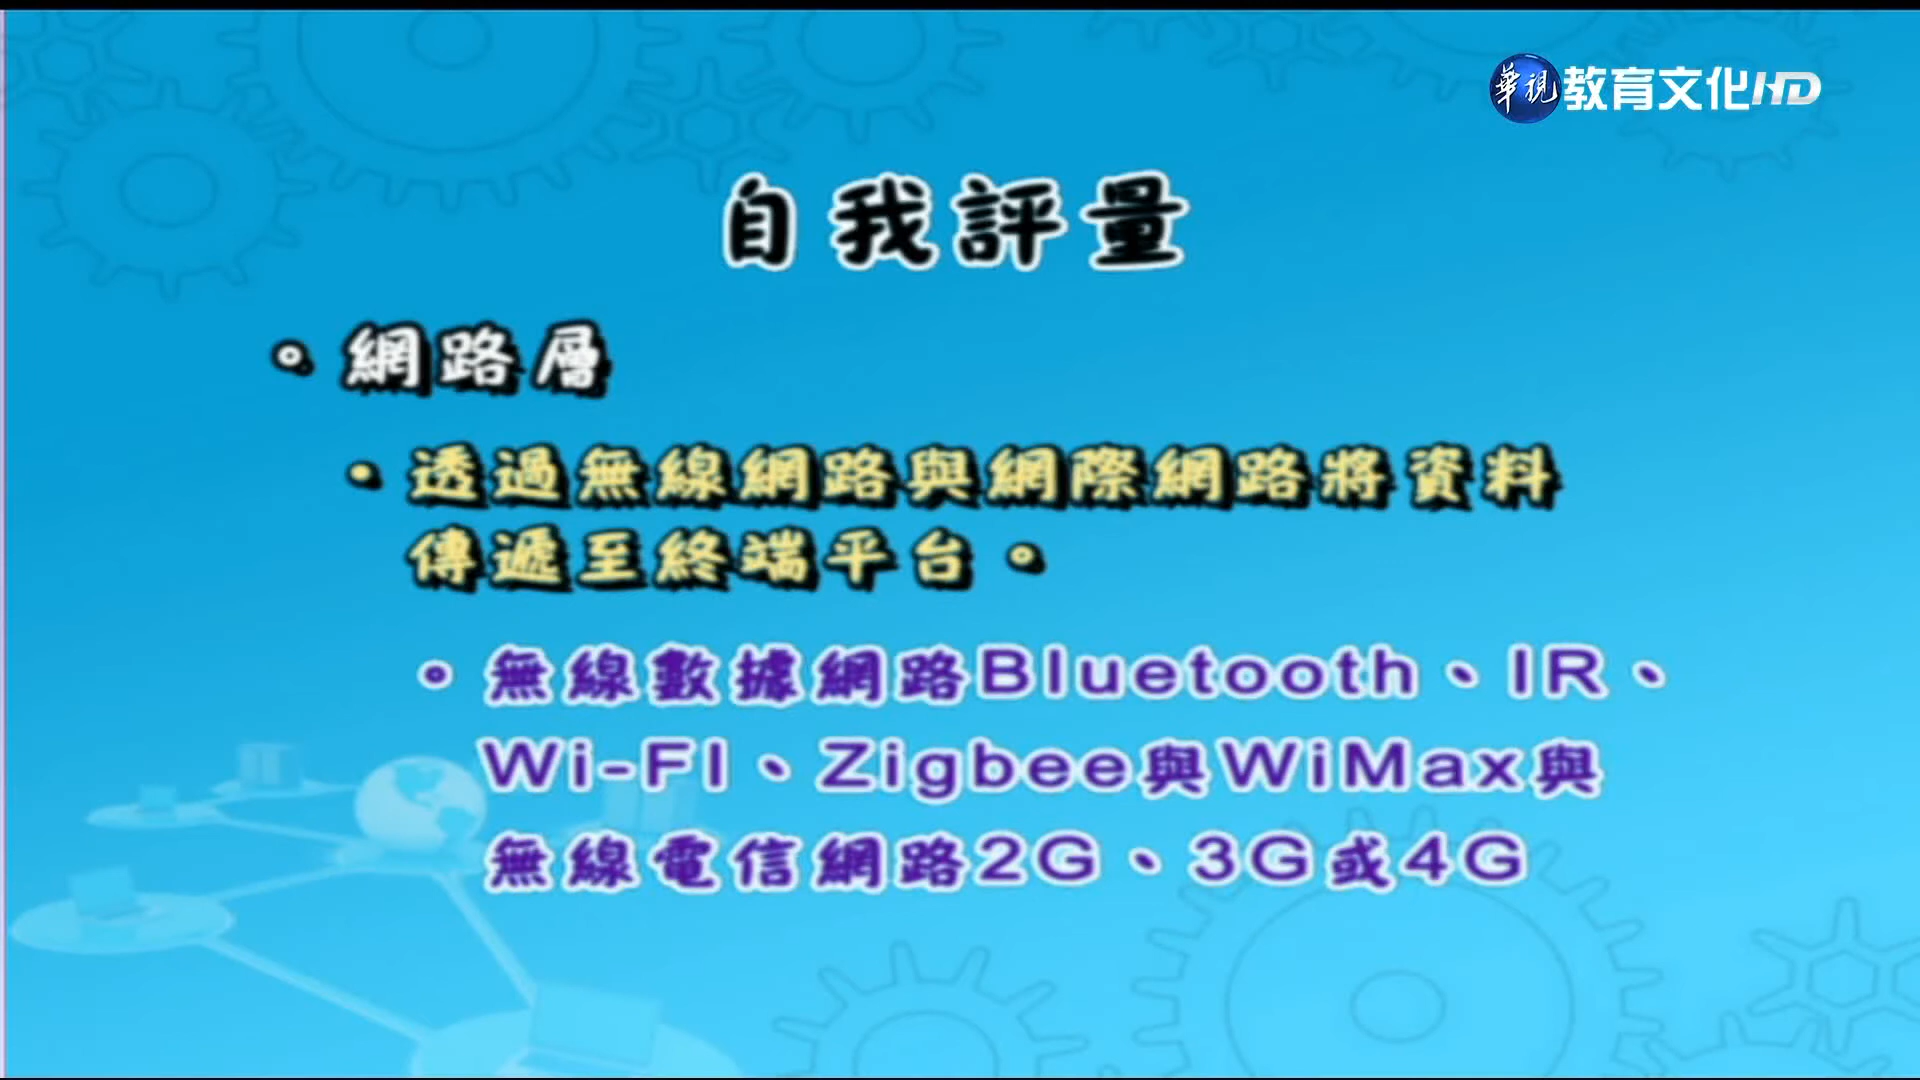 華視 教育文化HD
自我評量
。網路層
・透過無線網路與網際網路將資料
傳遞至終端平台。
・無線數據網路Bluetooth、IR、
Wi-FI、Zigbee與WiMax與
無線電信網路2G、3G或4G